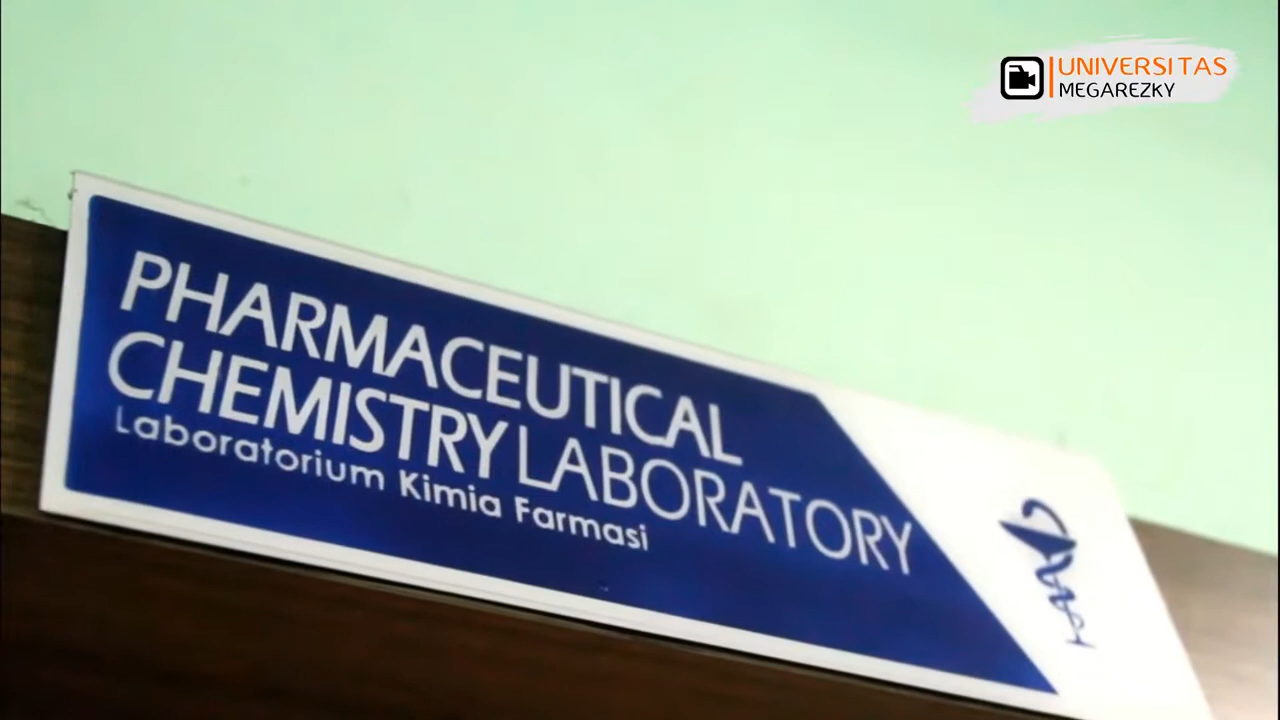 UNIVERSITAS
MEGAREZKY
PHARMACEUTICAL
CHEMISTRY LABORATORY
Laboratorium Kimia Farmasi